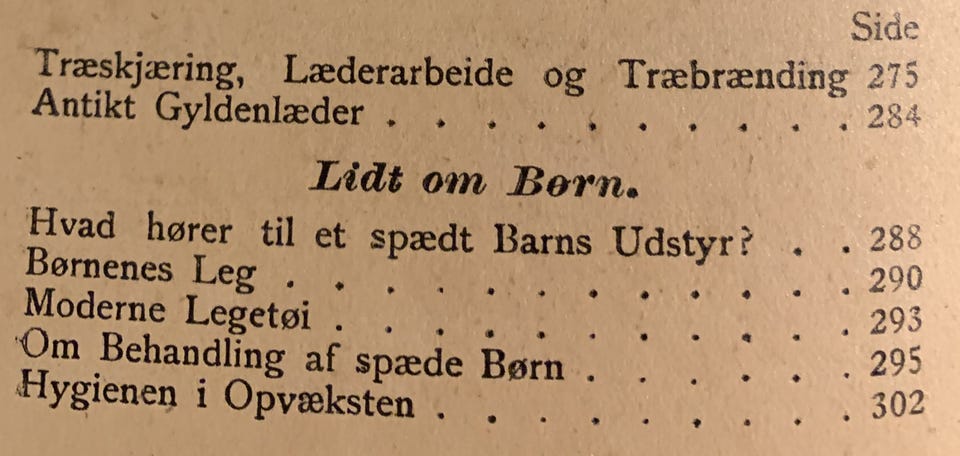 Side
Træskjæring, Læderarbeide og Træbrænding 275
Antikt Gyldenlæder . . . . . . . . . . 284
Lidt om Børn.
Hvad hører til et spædt Barns Udstyr? . . 288
Børnenes Leg . . . . . . . . . . . . 290
Moderne Legetøi . . . . . . . . . . . 293
Om Behandling af spæde Børn . . . . . . 295
Hygienen i Opvæksten . . . . . . . . . 302